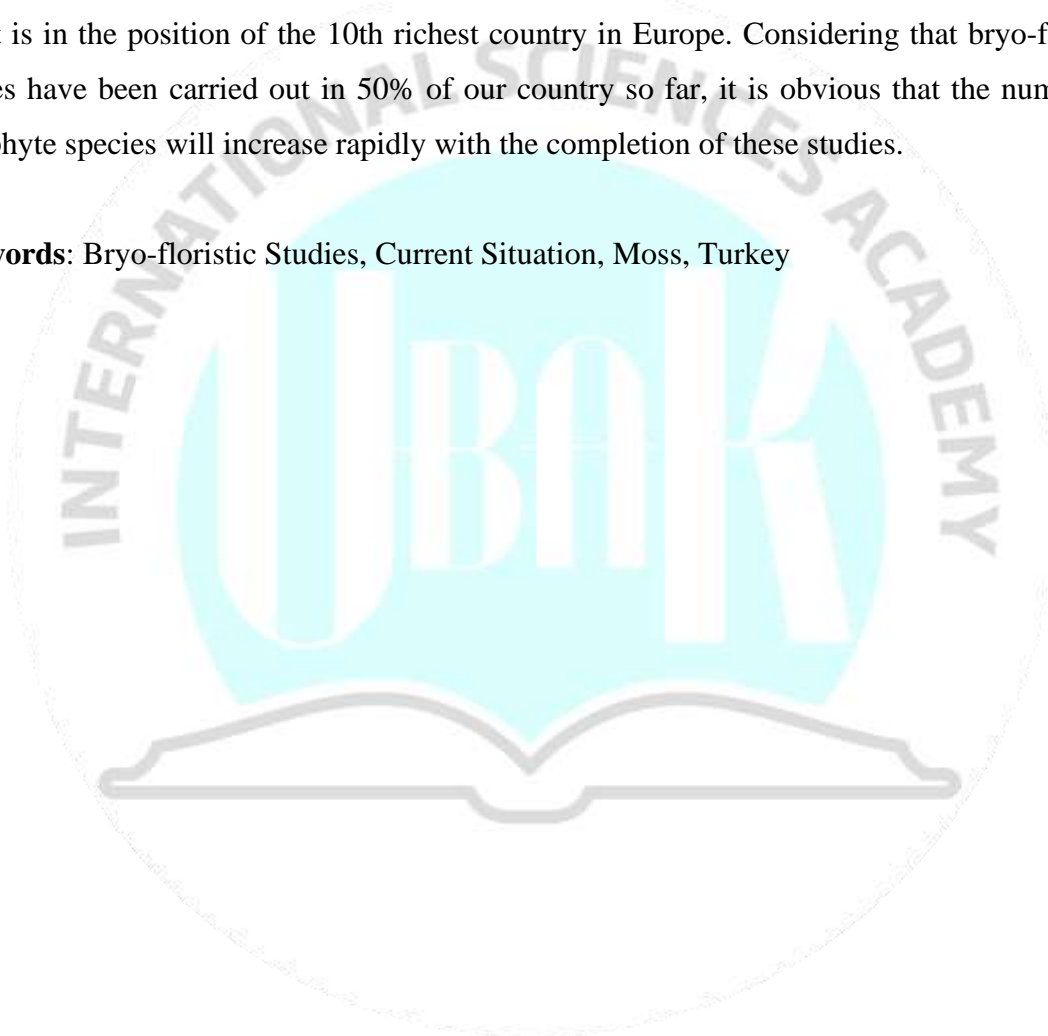 t is in the position of the 10th richest country in Europe. Considering that bryo-f
es have been carried out in 50% of our country so far, it is obvious that the num
phyte species will increase rapidly with the completion of these studies.
words: Bryo-floristic Studies, Current Situation, Moss, Turkey
INTERNATIONAL SCIENCES ACADEMY
UBAK